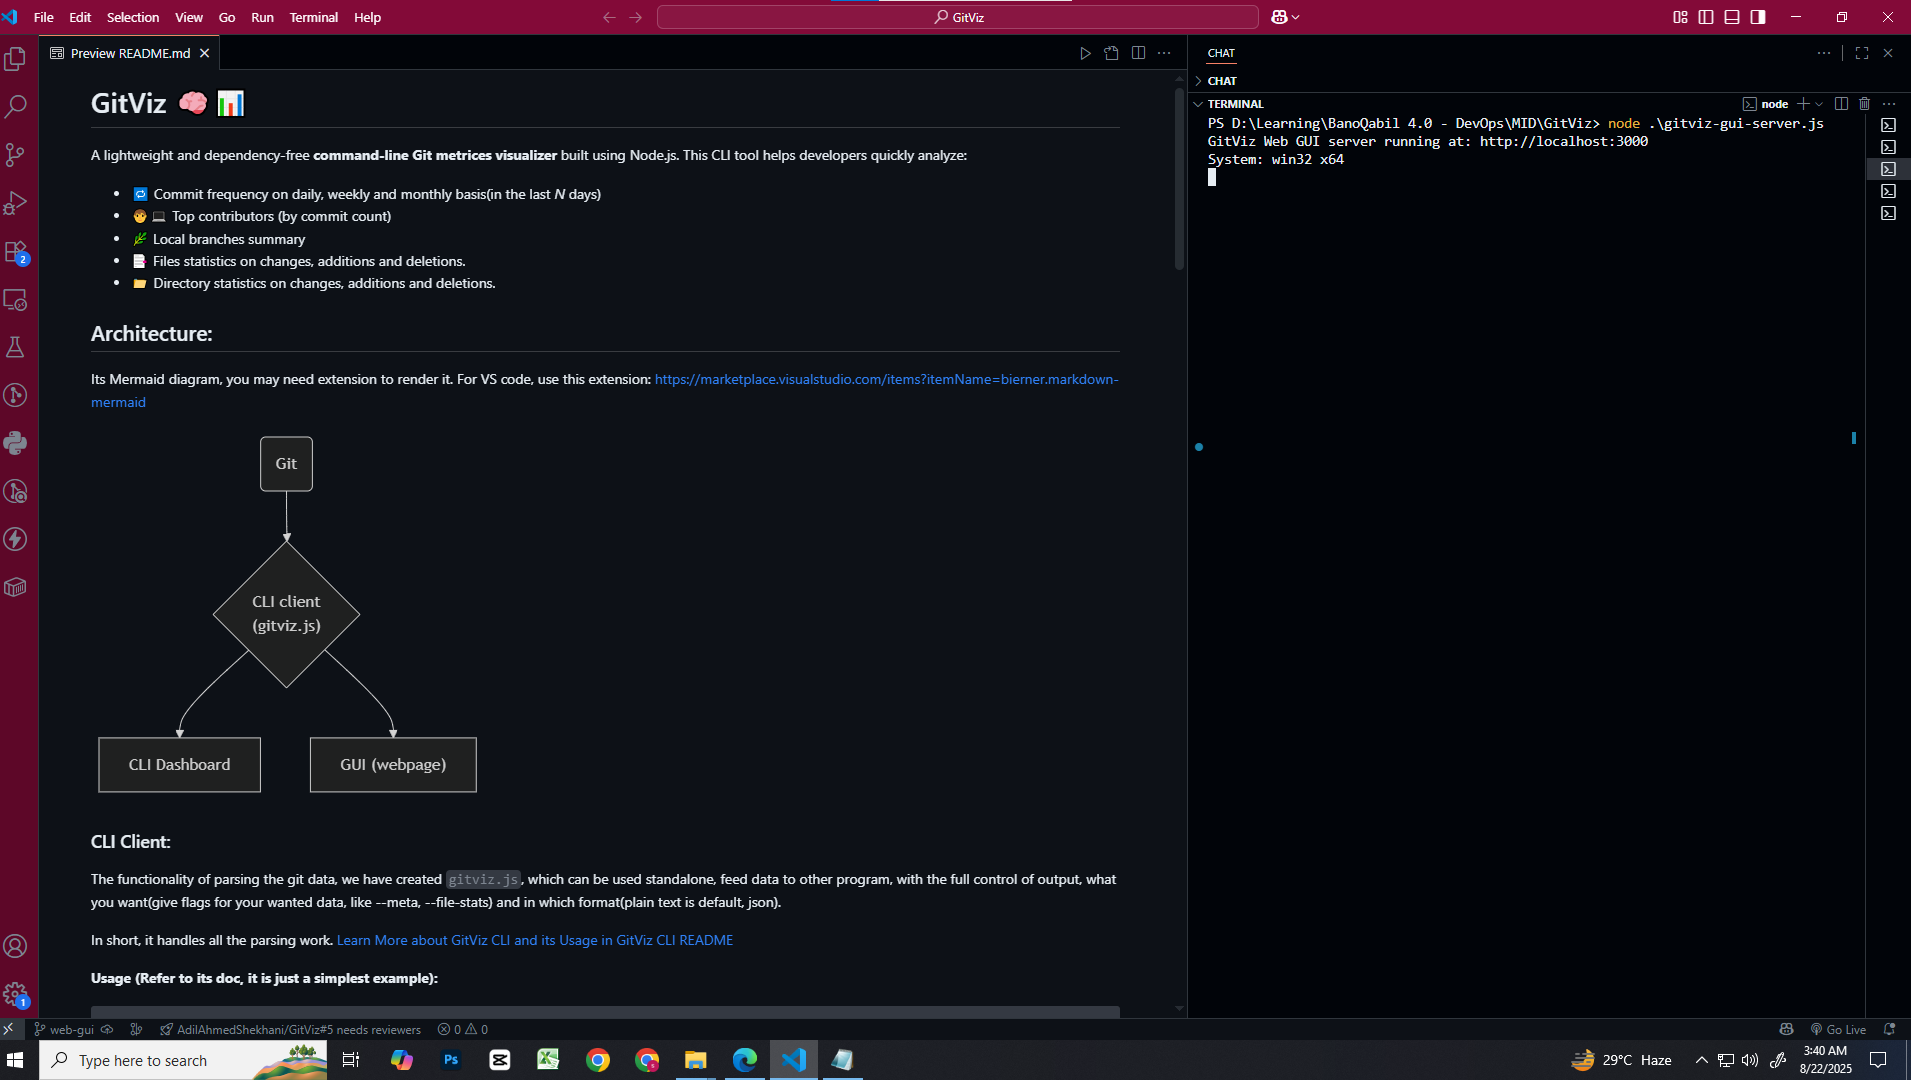 File Edit Selection View Go Run Terminal Help
GitViz
Preview README.md
GitViz
A lightweight and dependency-free command-line Git metrices visualizer built using Node.js. This CLI tool helps developers quickly analyze:
Commit frequency on daily, weekly and monthly basis(in the last N days)
Top contributors (by commit count)
Local branches summary
Files statistics on changes, additions and deletions.
Directory statistics on changes, additions and deletions.
Architecture:
Its Mermaid diagram, you may need extension to render it. For VS code, use this extension: https://marketplace.visualstudio.com/items?itemName=bierner.markdown-
mermaid
Git
CLI client
(gitviz.js)
CLI Dashboard
GUI (webpage)
CLI Client:
The functionality of parsing the git data, we have created gitviz.js, which can be used standalone, feed data to other program, with the full control of output, what
you want(give flags for your wanted data, like --meta, --file-stats) and in which format(plain text is default, json).
In short, it handles all the parsing work. Learn More about GitViz CLI and its Usage in GitViz CLI README
Usage (Refer to its doc, it is just a simplest example):
CHAT
CHAT
TERMINAL
node
PS D:\Learning\BanoQabil 4.0 - DevOps\MID\GitViz> node .\gitviz-gui-server.js
GitViz Web GUI server running at: http://localhost:3000
System: win32 x64
2
1
web-gui
AdilAhmedShekhani/GitViz#5 needs reviewers
0 0
Go Live
Type here to search
Ps
29°C Haze
3:40 AM
8/22/2025